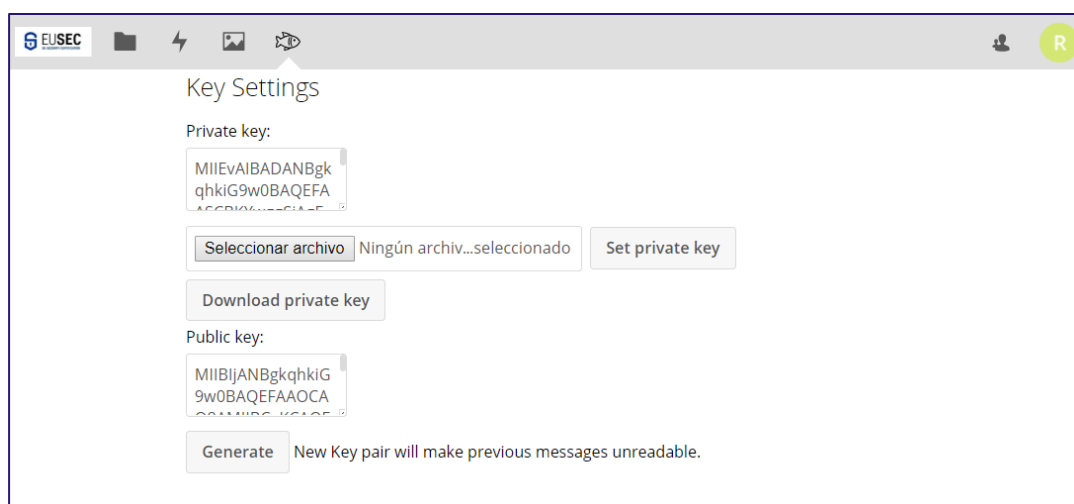 EUSEC
R
Key Settings
Private key:
MIIEvAIBADANBgk
qhkiG9w0BAQEFA
Seleccionar archivo Ningún archiv...seleccionado Set private key
Download private key
Public key:
MIIBIjANBgkqhkiG
9w0BAQEFAAOCA
Generate New Key pair will make previous messages unreadable.